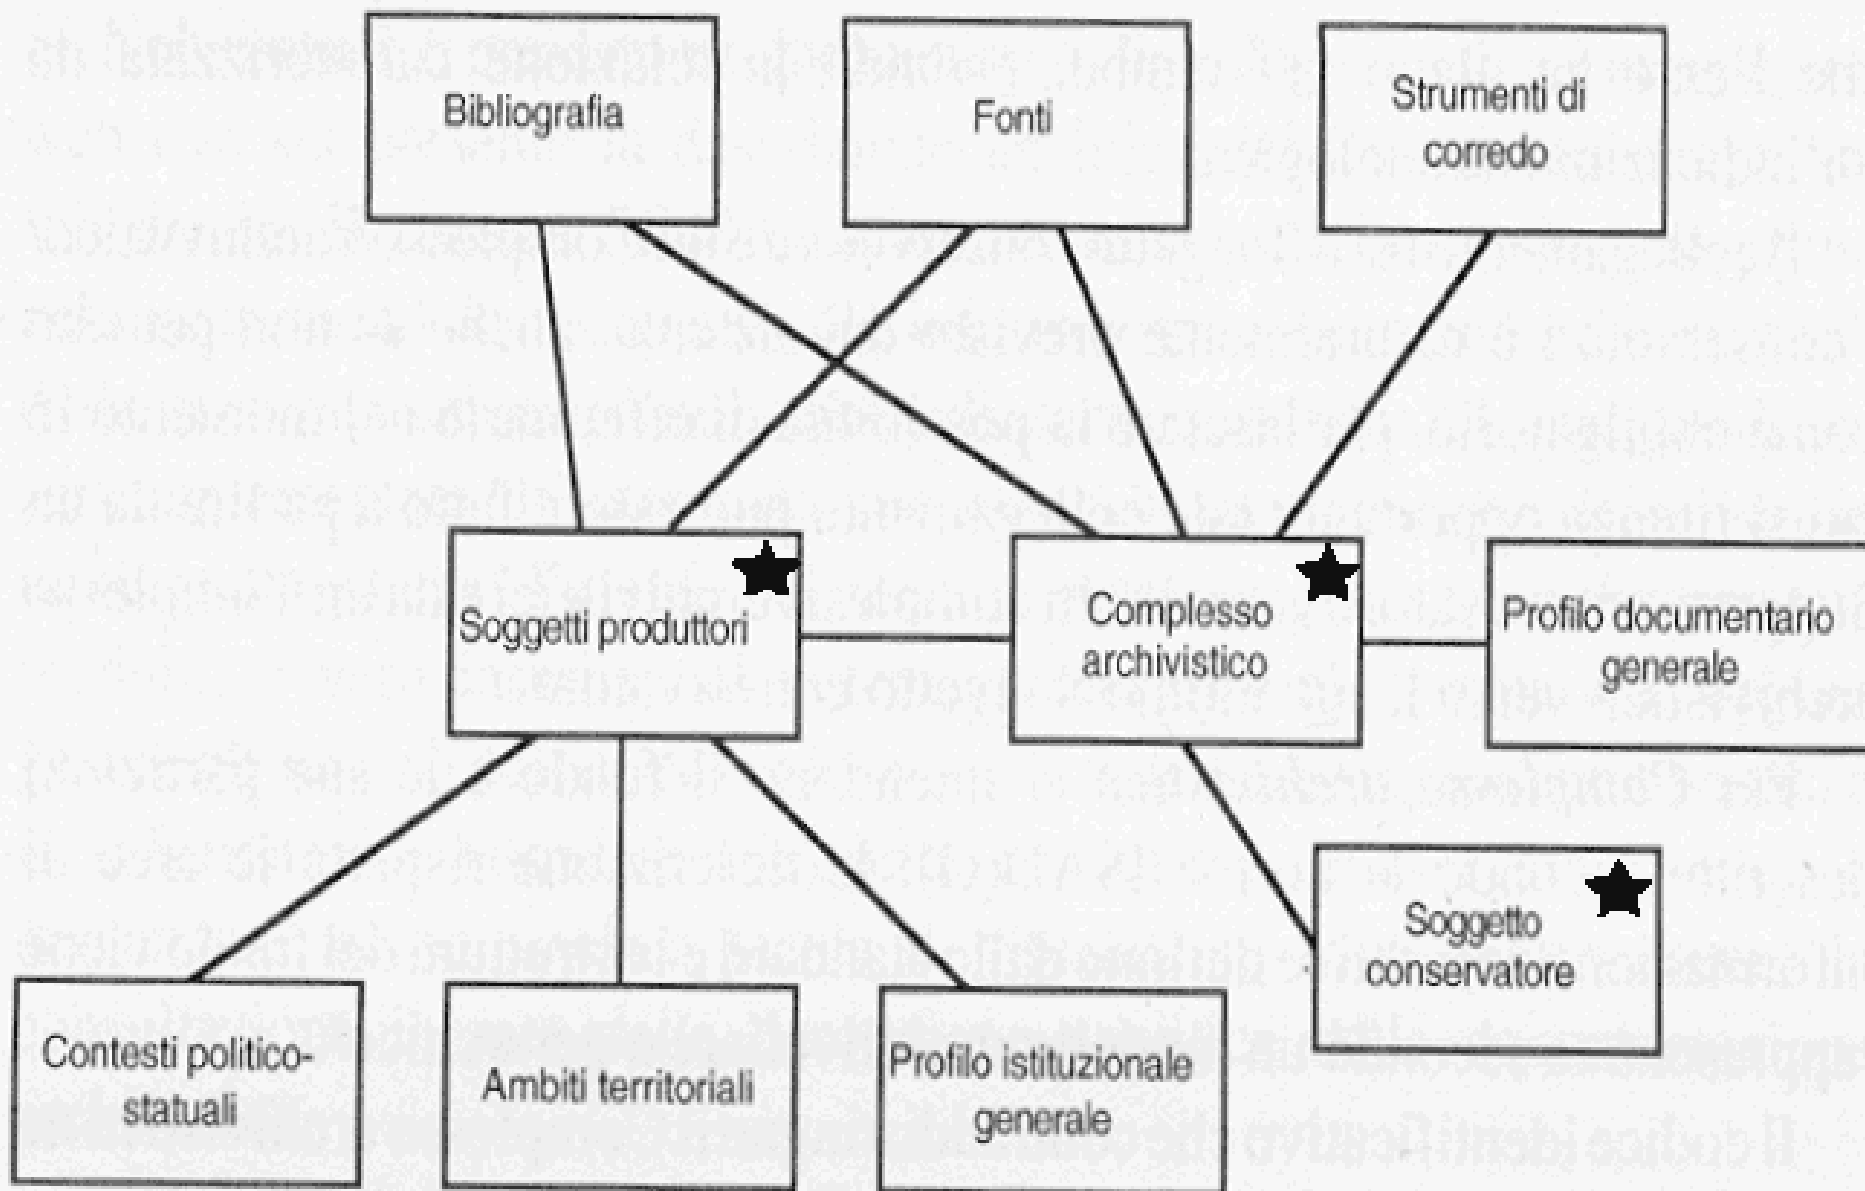 Bibliografia
Fonti
Strumenti di
corredo
Soggetti produttori
Complesso
archivistico
Profilo documentario
generale
Soggetto
conservatore
Contesti politico-
statuali
Ambiti territoriali
Profilo istituzionale
generale